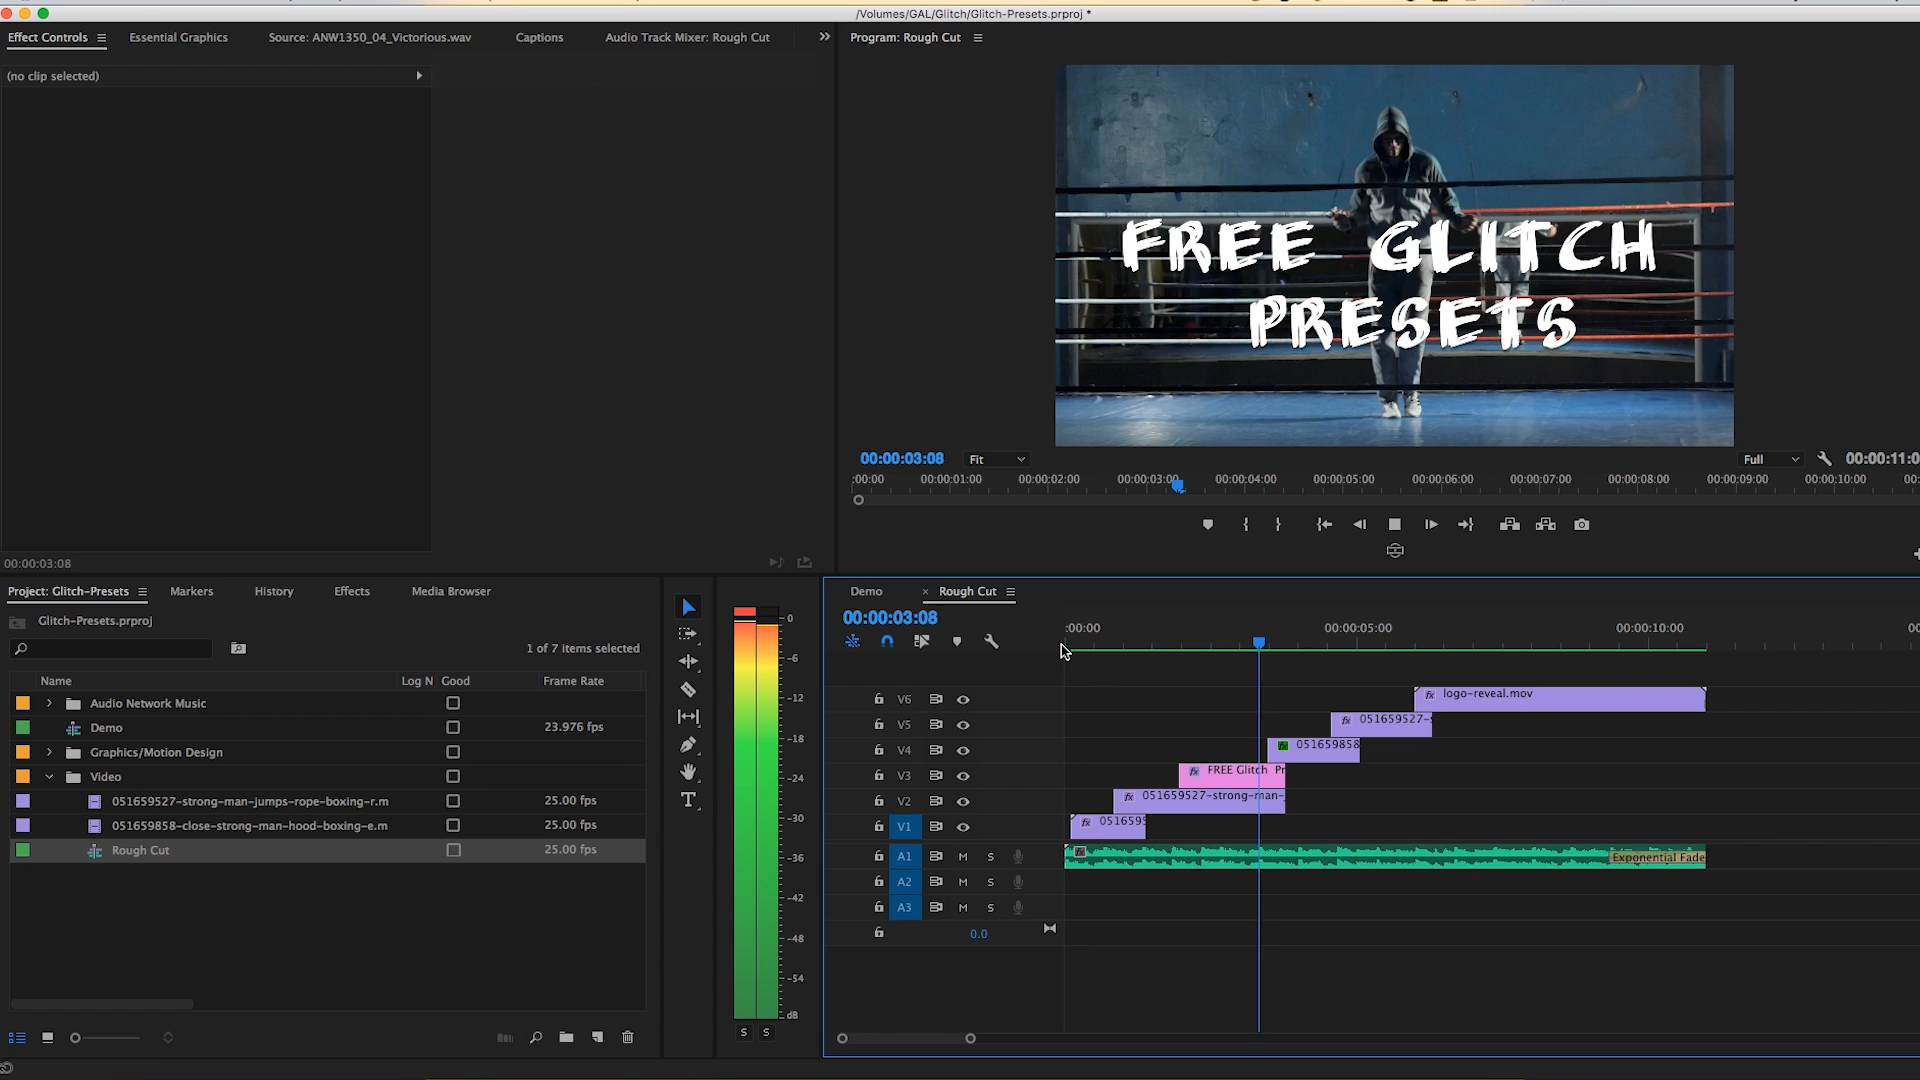 /Volumes/GAL/Glitch/Glitch-Presets.prproj *
Effect Controls
Essential Graphics
Source: ANW1350_04_Victorious.wav
Captions
Audio Track Mixer: Rough Cut
Program: Rough Cut
(no clip selected)
FREE GLITCH
PRESETS
00:00:03:08
Fit
Full
00:00:11:0
:00:00
00:00:01:00
00:00:02:00
00:00:03:00
00:00:04:00
00:00:05:00
00:00:06:00
00:00:07:00
00:00:08:00
00:00:09:00
00:00:10:00
00:
00:00:03:08
Project: Glitch-Presets
Markers
History
Effects
Media Browser
Glitch-Presets.prproj
1 of 7 items selected
Name
Log N
Good
Frame Rate
Audio Network Music
Demo
23.976 fps
Graphics/Motion Design
Video
051659527-strong-man-jumps-rope-boxing-r.m
25.00 fps
051659858-close-strong-man-hood-boxing-e.m
25.00 fps
Rough Cut
25.00 fps
0
-6
-12
-18
-24
-30
-36
-42
-48
-54
dB
S S
Demo
× Rough Cut
00:00:03:08
:00:00
00:00:05:00
00:00:10:00
00
V6
logo-reveal.mov
V5
051659527-s
V4
051659858
V3
FREE Glitch Pr
V2
051659527-strong-man-
V1
051659
A1 M S
Exponential Fade
A2 M S
A3 M S
0.0